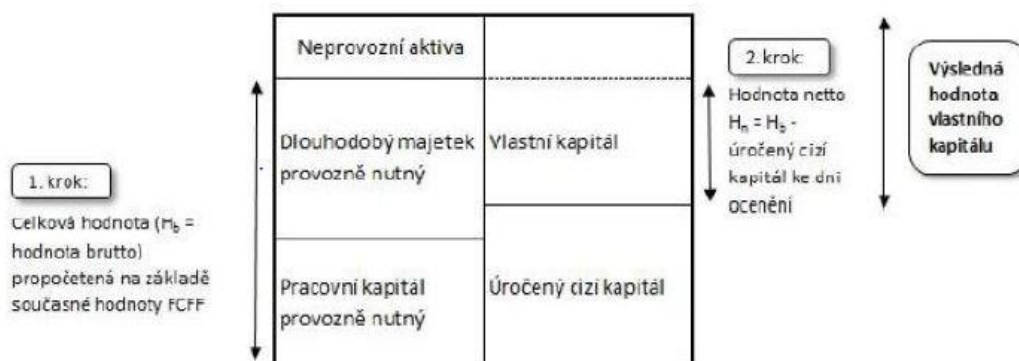 1. krok:
Celková hodnota (Hb =
hodnota brutto)
propočetená na základě
současné hodnoty FCFF
Neprovozní aktiva
Dlouhodobý majetek
provozně nutný
Pracovní kapitál
provozně nutný
Vlastní kapitál
Úročený cizí kapitál
2. krok:
Hodnota netto
Hn = Hb -
úročený cizí
kapitál ke dni
ocenění
Výsledná
hodnota
vlastního
kapitálu